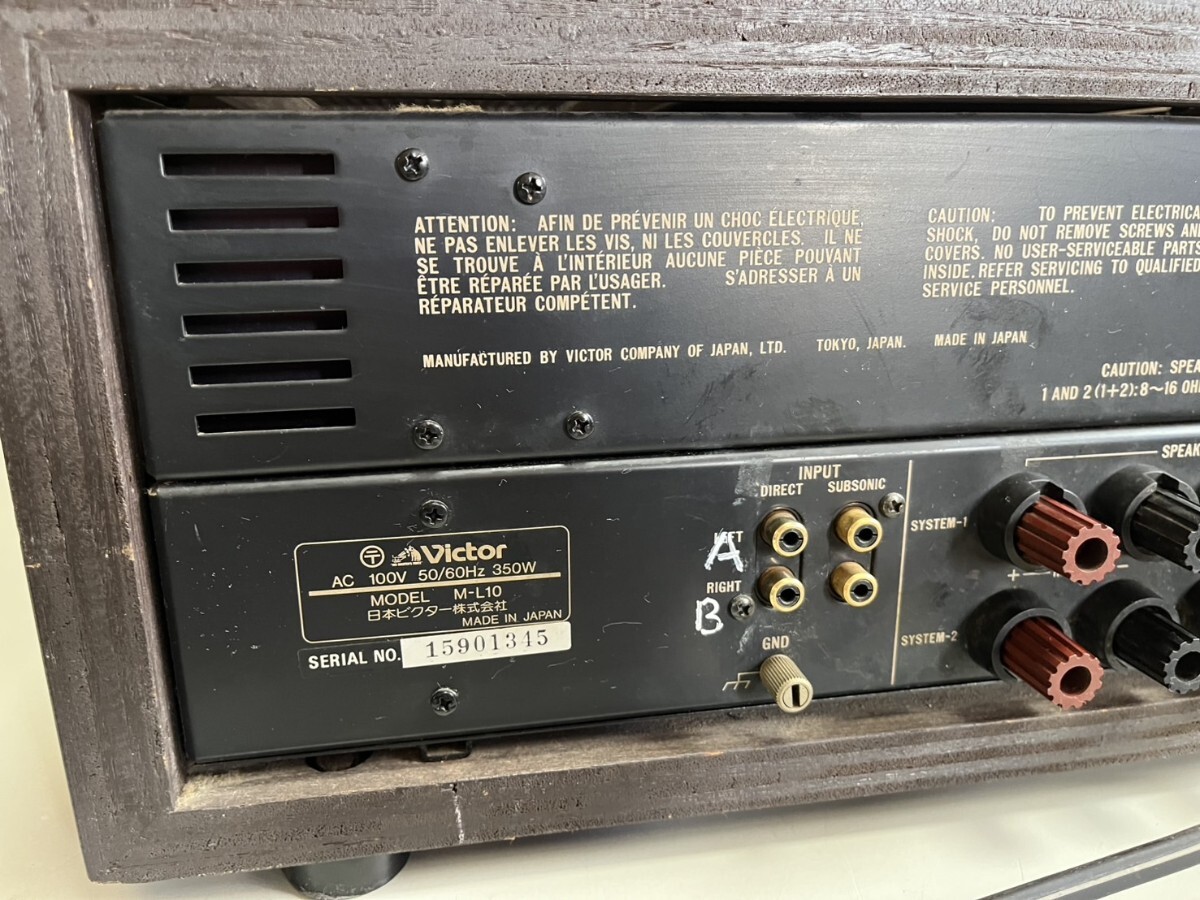 ATTENTION: AFIN DE PRÉVENIR UN CHOC ÉLECTRIQUE,
NE PAS ENLEVER LES VIS, NI LES COUVERCLES. IL NE
SE TROUVE À L'INTÉRIEUR AUCUNE PIÈCE POUVANT
ÊTRE RÉPARÉE PAR L'USAGER. S'ADRESSER À UN
RÉPARATEUR COMPÉTENT.
CAUTION: TO PREVENT ELECTRICA
SHOCK, DO NOT REMOVE SCREWS AND
COVERS. NO USER-SERVICEABLE PARTS
INSIDE. REFER SERVICING TO QUALIFIED
SERVICE PERSONNEL.
MANUFACTURED BY VICTOR COMPANY OF JAPAN, LTD. TOKYO, JAPAN. MADE IN JAPAN
CAUTION: SPEA
1 AND 2 (1+2): 8~16 OH
Victor
AC 100V 50/60Hz 350W
MODEL M-L10
日本ビクター株式会社
MADE IN JAPAN
SERIAL NO. 15901345
INPUT
DIRECT SUBSONIC
LEFT
A
RIGHT
B
GND
SPEAK
SYSTEM-1
+ -
SYSTEM-2